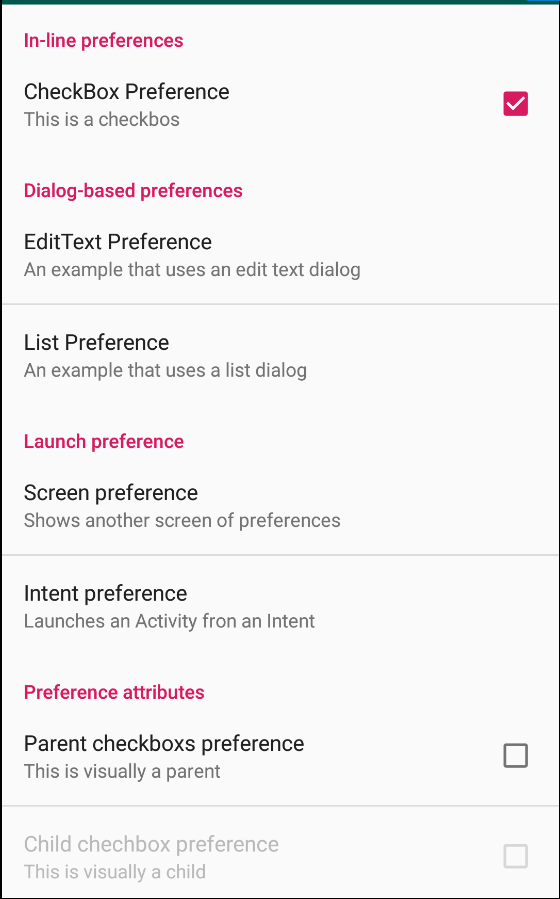 In-line preferences
CheckBox Preference
This is a checkbos
Dialog-based preferences
EditText Preference
An example that uses an edit text dialog
List Preference
An example that uses a list dialog
Launch preference
Screen preference
Shows another screen of preferences
Intent preference
Launches an Activity fron an Intent
Preference attributes
Parent checkboxs preference
This is visually a parent
Child chechbox preference
This is visually a child